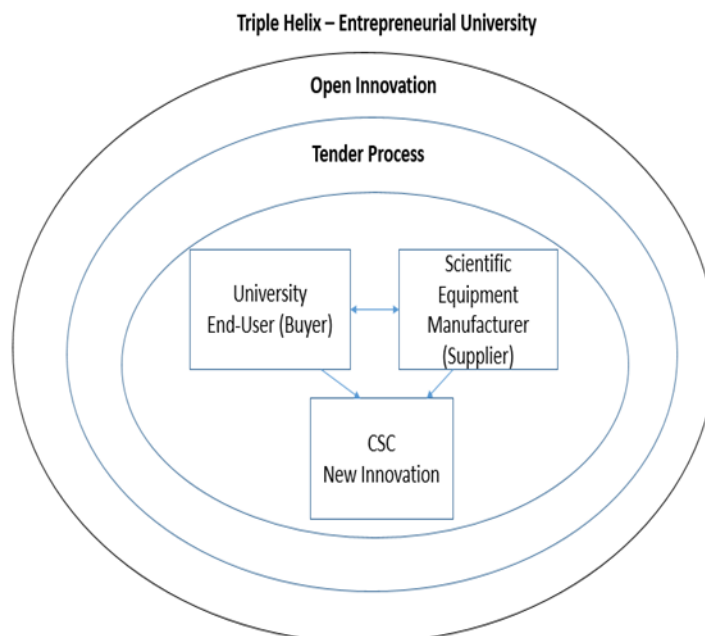 Triple Helix – Entrepreneurial University
Open Innovation
Tender Process
University
End-User (Buyer)
Scientific
Equipment
Manufacturer
(Supplier)
CSC
New Innovation